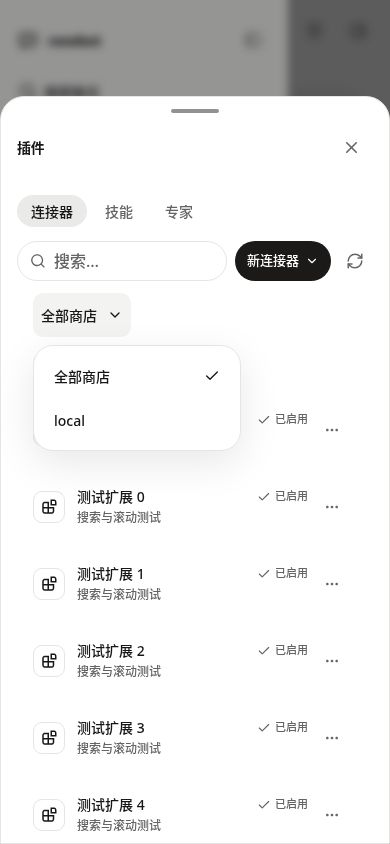 插件
连接器 技能 专家
搜索...
新连接器
全部商店
全部商店
local
已启用
测试扩展 0
已启用
搜索与滚动测试
测试扩展 1
已启用
搜索与滚动测试
测试扩展 2
已启用
搜索与滚动测试
测试扩展 3
已启用
搜索与滚动测试
测试扩展 4
已启用
搜索与滚动测试